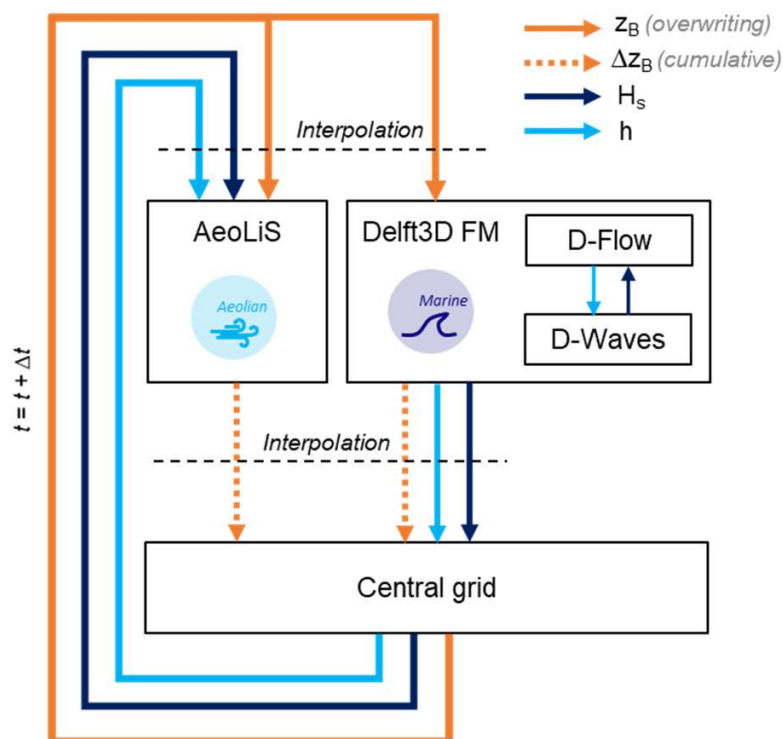 z_B (overwriting)
Δz_B (cumulative)
H_s
h
Interpolation
AeoLiS
Delft3D FM
D-Flow
Aeolian
Marine
D-Waves
t = t + Δt
Interpolation
Central grid